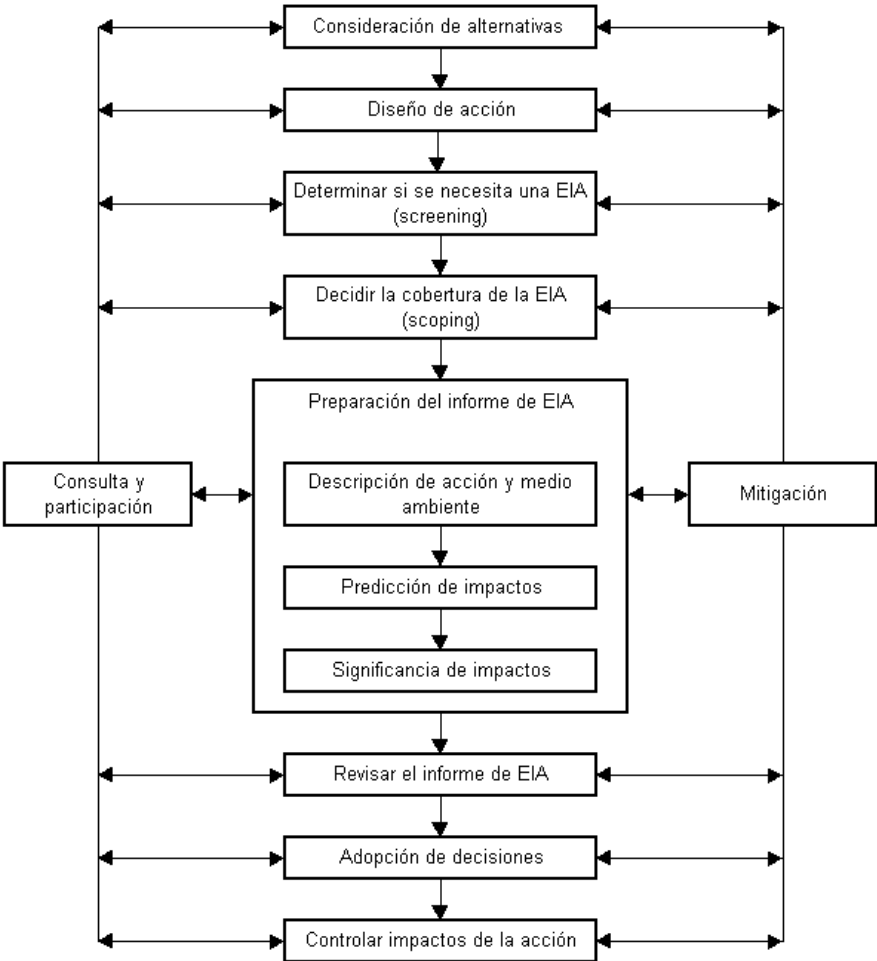 Consideración de alternativas
Diseño de acción
Determinar si se necesita una EIA
(screening)
Decidir la cobertura de la EIA
(scoping)
Preparación del informe de EIA
Consulta y
participación
Descripción de acción y medio
ambiente
Mitigación
Predicción de impactos
Significancia de impactos
Revisar el informe de EIA
Adopción de decisiones
Controlar impactos de la acción